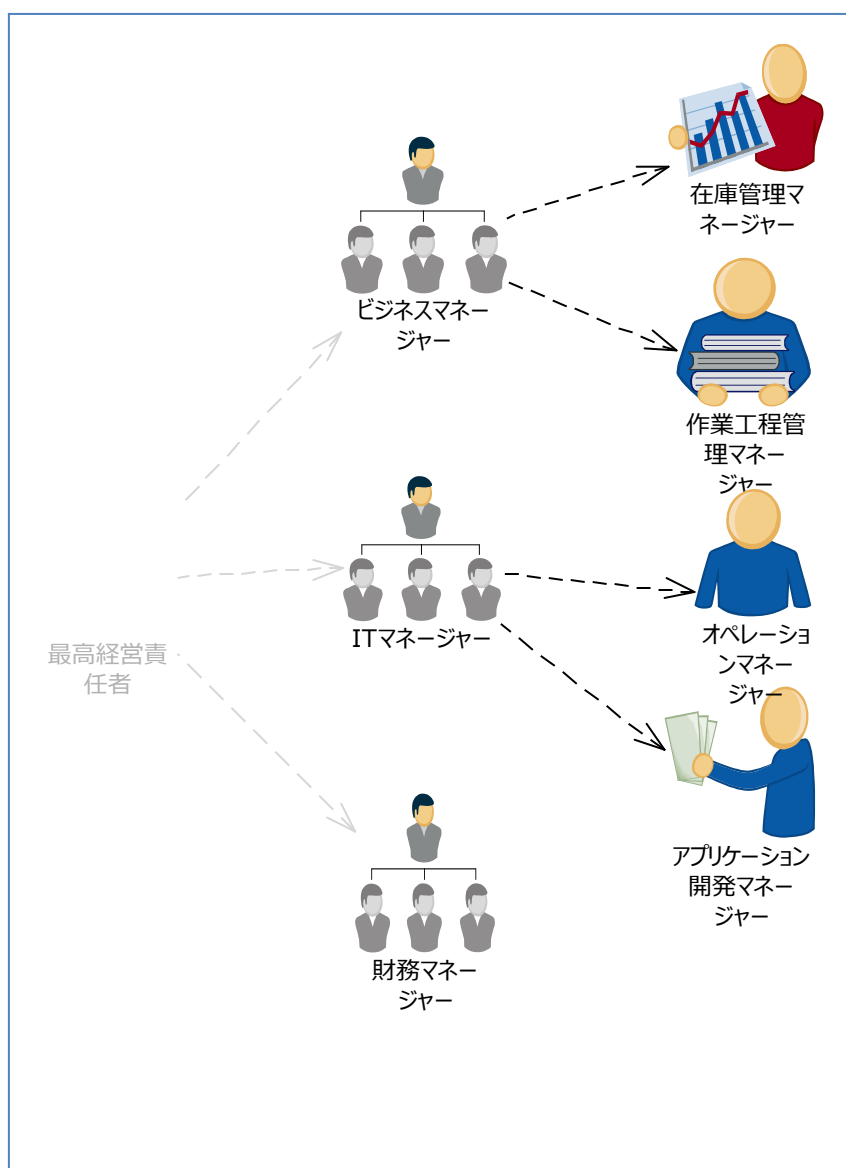 在庫管理マ
ネージャー
ビジネスマネー
ジャー
作業工程管
理マネー
ジャー
ITマネージャー
オペレーショ
ンマネー
ジャー
最高経営責
任者
アプリケーション
開発マネー
ジャー
財務マネー
ジャー